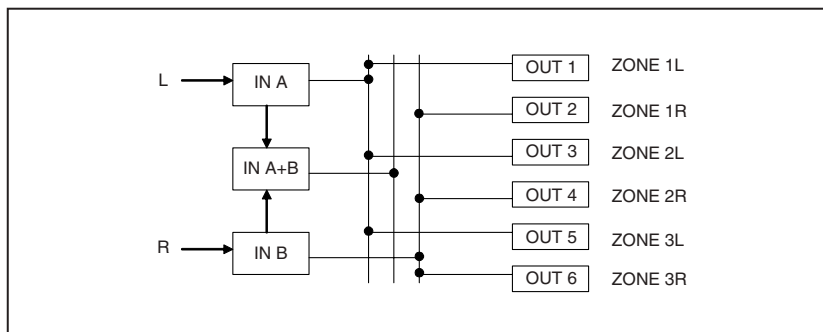 L
IN A
OUT 1 ZONE 1L
OUT 2 ZONE 1R
IN A+B
OUT 3 ZONE 2L
OUT 4 ZONE 2R
R
IN B
OUT 5 ZONE 3L
OUT 6 ZONE 3R